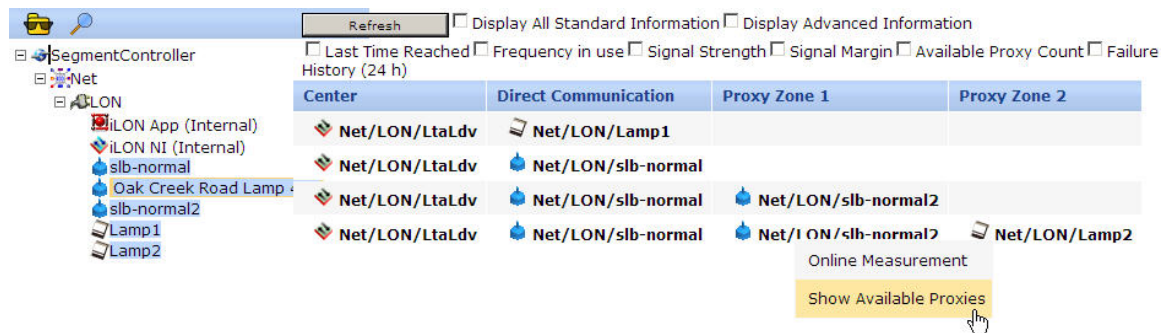 Refresh Display All Standard Information Display Advanced Information
Last Time Reached Frequency in use Signal Strength Signal Margin Available Proxy Count Failure
History (24 h)
SegmentController
Net
LON
iLON App (Internal)
iLON NI (Internal)
slb-normal
Oak Creek Road Lamp
slb-normal2
Lamp1
Lamp2
Center Direct Communication Proxy Zone 1 Proxy Zone 2
Net/LON/LtaLdv Net/LON/Lamp1
Net/LON/LtaLdv Net/LON/slb-normal
Net/LON/LtaLdv Net/LON/slb-normal Net/LON/slb-normal2
Net/LON/LtaLdv Net/LON/slb-normal Net/LON/slb-normal2 Net/LON/Lamp2
Online Measurement
Show Available Proxies